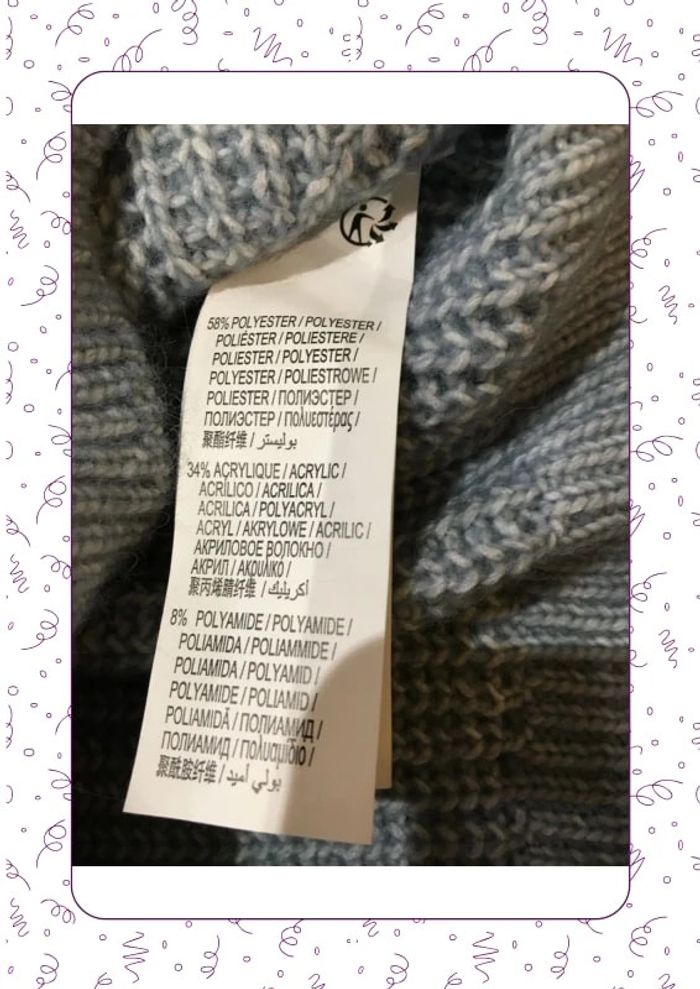 58% POLYESTER / POLYESTER /
POLIÉSTER / POLIESTERE /
POLIESTER / POLYESTER /
POLYESTER / POLIESTROWE /
POLIESTER / ПОЛИЭСТЕР /
ПОЛИЭСТЕР / πολυεστέρας /
聚酯纤维 / بوليستر
34% ACRYLIQUE / ACRYLIC /
ACRÍLICO / ACRILICA /
ACRILICA / POLYACRYL /
ACRYL / AKRYLOWE / ACRILIC /
АКРИЛОВОЕ ВОЛОКНО /
АКРИЛ / Ακουλικο /
聚丙烯腈纤维 / أكريليك
8% POLYAMIDE / POLYAMIDE /
POLIAMIDA / POLIAMMIDE /
POLIAMIDA / POLYAMID /
POLYAMIDE / POLIAMID /
POLIAMIDĂ / ПОЛИАМИД /
ПОЛИАМИД / πολυαμίδιο /
聚酰胺纤维 / بولي أميد